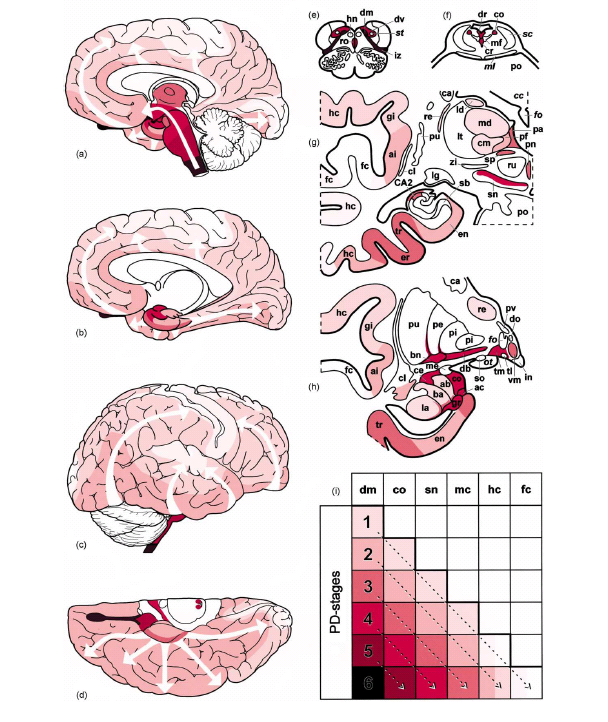 (a)
(b)
(c)
(d)
(e)
hn dm
dv
st
ro
iz
(f)
dr co
sc
mf
cr
ml po
(g)
hc
gi
ai
fc
fc
cl
hc
re
pu
ca
ld
cc
md
fo
lt
pa
cm
pf
pn
zi
sp
ru
sn
po
CA2
lg
sb
tr
en
hc
er
(h)
hc
gi
ai
fc
cl
pu
pe
pi
pi
ca
re
pv
do
fo
bn
me
ce
db
ot
so
tm tl
vm
in
co
ac
ab
ba
la
gr
tr
en
(i)
dm co sn mc hc fc
PD-stages
1
2
3
4
5
6